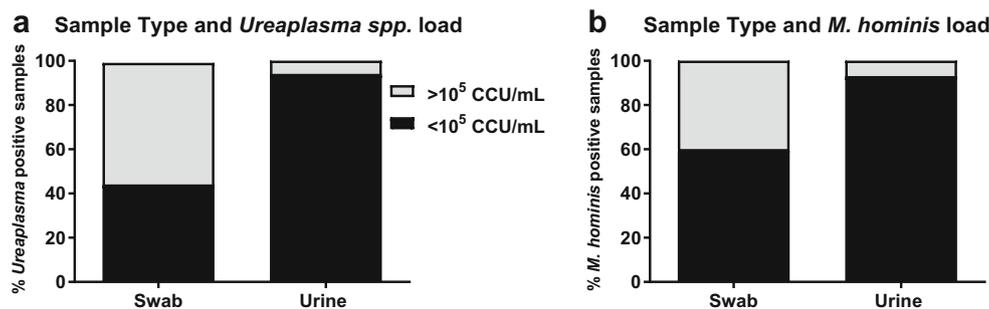 a Sample Type and Ureaplasma spp. load
% Ureaplasma positive samples
100
80
60
40
20
0
Swab
Urine
>10⁵ CCU/mL
<10⁵ CCU/mL
b Sample Type and M. hominis load
% M. hominis positive samples
100
80
60
40
20
0
Swab
Urine